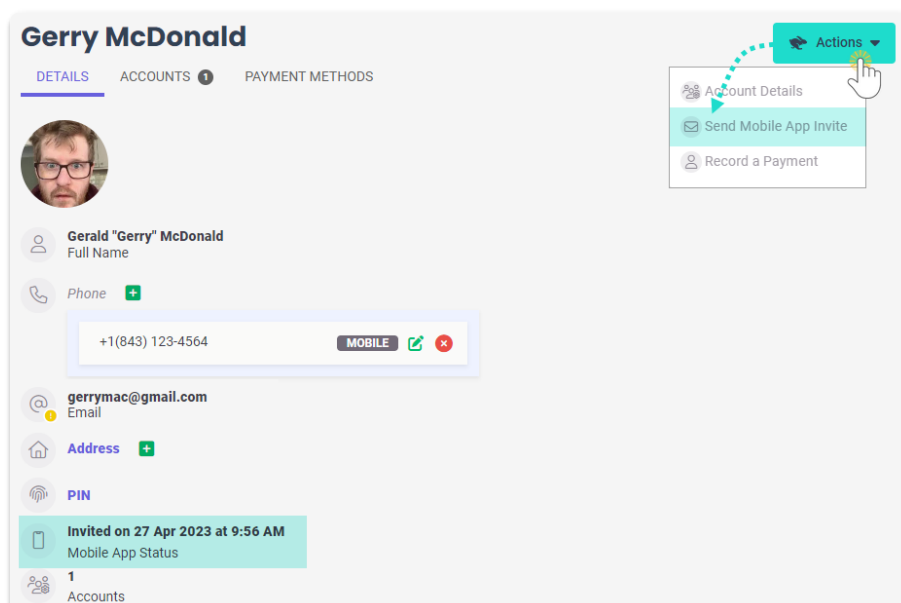 Gerry McDonald
Actions
DETAILS ACCOUNTS 1 PAYMENT METHODS
Account Details
Send Mobile App Invite
Record a Payment
Gerald "Gerry" McDonald
Full Name
Phone
+1(843) 123-4564 MOBILE
gerrymac@gmail.com
Email
Address
PIN
Invited on 27 Apr 2023 at 9:56 AM
Mobile App Status
1
Accounts